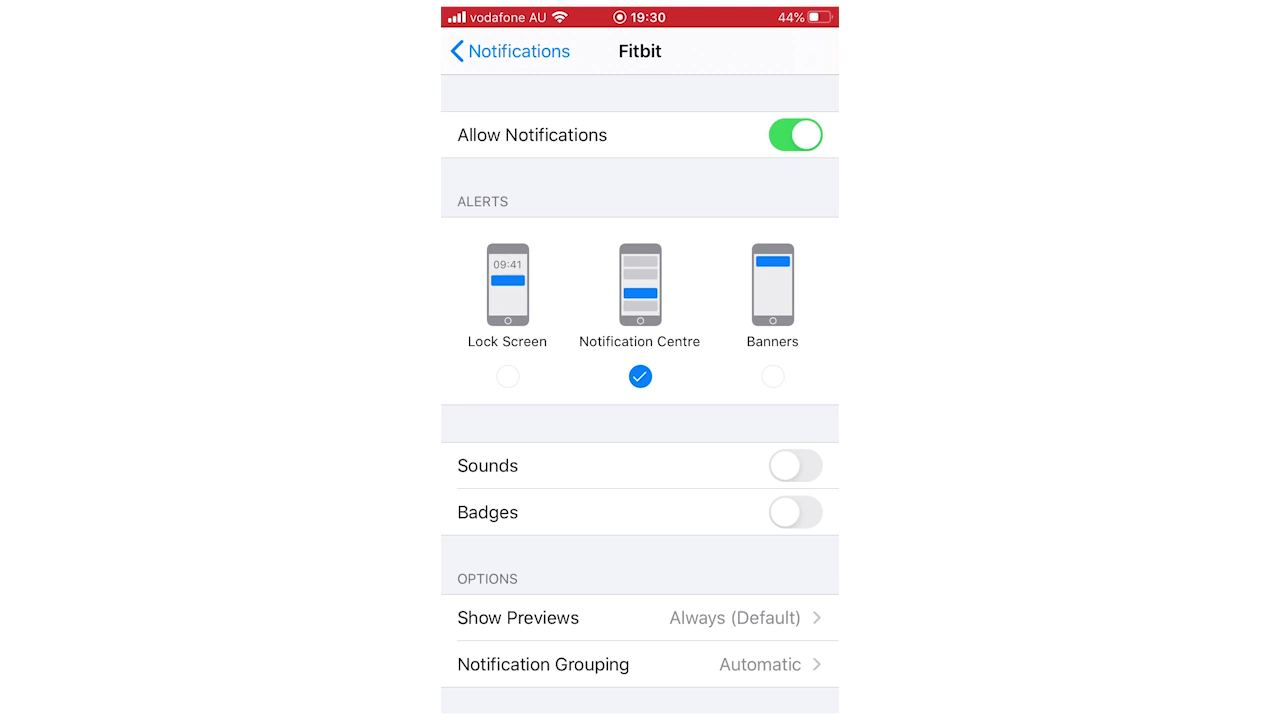 vodafone AU 19:30 44%
Notifications Fitbit
Allow Notifications
ALERTS
09:41
Lock Screen Notification Centre Banners
Sounds
Badges
OPTIONS
Show Previews Always (Default)
Notification Grouping Automatic